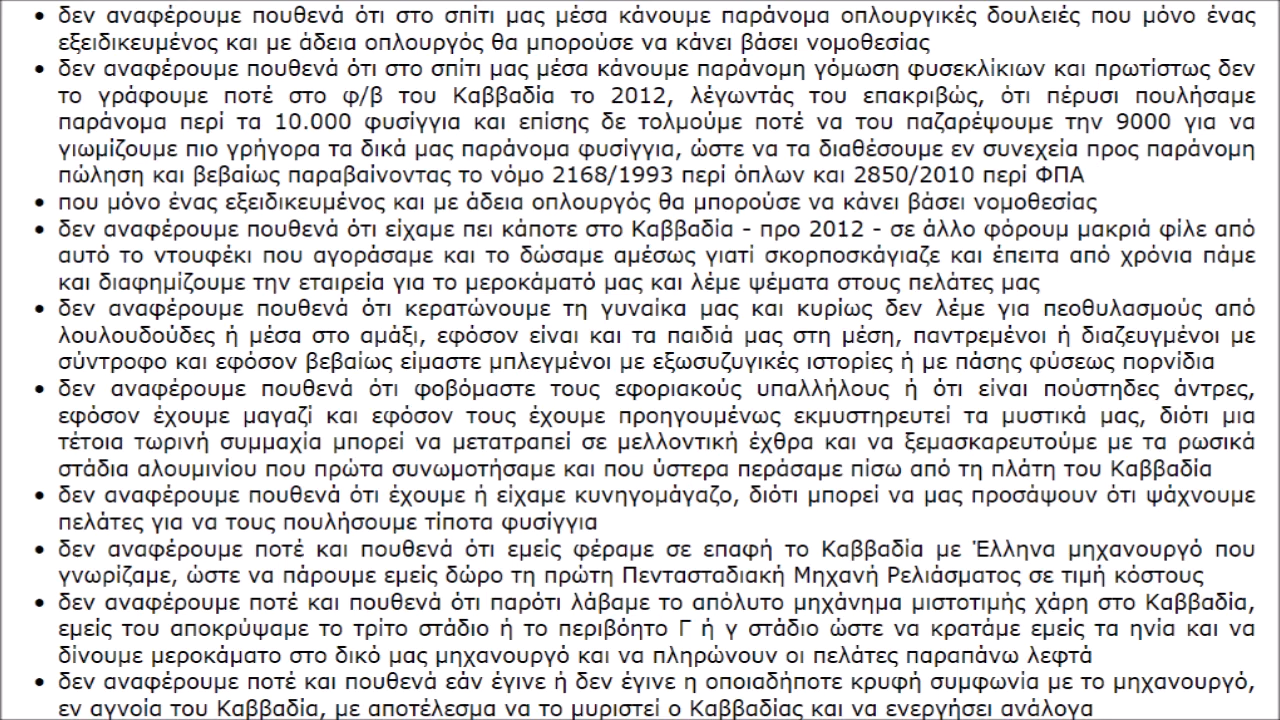 • δεν αναφέρουμε πουθενά ότι στο σπίτι μας μέσα κάνουμε παράνομα οπλουργικές δουλειές που μόνο ένας
εξειδικευμένος και με άδεια οπλουργός θα μπορούσε να κάνει βάσει νομοθεσίας
• δεν αναφέρουμε πουθενά ότι στο σπίτι μας μέσα κάνουμε παράνομη γόμωση φυσεκλίκιων και πρωτίστως δεν
το γράφουμε ποτέ στο φ/β του Καββαδία το 2012, λέγωντάς του επακριβώς, ότι πέρυσι πουλήσαμε
παράνομα περί τα 10.000 φυσίγγια και επίσης δε τολμούμε ποτέ να του παζαρέψουμε την 9000 για να
γιωμίζουμε πιο γρήγορα τα δικά μας παράνομα φυσίγγια, ώστε να τα διαθέσουμε εν συνεχεία προς παράνομη
πώληση και βεβαίως παραβαίνοντας το νόμο 2168/1993 περί όπλων και 2850/2010 περί ΦΠΑ
• που μόνο ένας εξειδικευμένος και με άδεια οπλουργός θα μπορούσε να κάνει βάσει νομοθεσίας
• δεν αναφέρουμε πουθενά ότι είχαμε πει κάποτε στο Καββαδία - προ 2012 - σε άλλο φόρουμ μακριά φίλε από
αυτό το ντουφέκι που αγοράσαμε και το δώσαμε αμέσως γιατί σκορποσκάγιαζε και έπειτα από χρόνια πάμε
και διαφημίζουμε την εταιρεία για το μεροκάματό μας και λέμε ψέματα στους πελάτες μας
• δεν αναφέρουμε πουθενά ότι κερατώνουμε τη γυναίκα μας και κυρίως δεν λέμε για πεοθυλασμούς από
λουλουδούδες ή μέσα στο αμάξι, εφόσον είναι και τα παιδιά μας στη μέση, παντρεμένοι ή διαζευγμένοι με
σύντροφο και εφόσον βεβαίως είμαστε μπλεγμένοι με εξωσυζυγικές ιστορίες ή με πάσης φύσεως πορνίδια
• δεν αναφέρουμε πουθενά ότι φοβόμαστε τους εφοριακούς υπαλλήλους ή ότι είναι πούστηδες άντρες,
εφόσον έχουμε μαγαζί και εφόσον τους έχουμε προηγουμένως εκμυστηρευτεί τα μυστικά μας, διότι μια
τέτοια τωρινή συμμαχία μπορεί να μετατραπεί σε μελλοντική έχθρα και να ξεμασκαρευτούμε με τα ρωσικά
στάδια αλουμινίου που πρώτα συνωμοτήσαμε και που ύστερα περάσαμε πίσω από τη πλάτη του Καββαδία
• δεν αναφέρουμε πουθενά ότι έχουμε ή είχαμε κυνηγομάγαζο, διότι μπορεί να μας προσάψουν ότι ψάχνουμε
πελάτες για να τους πουλήσουμε τίποτα φυσίγγια
• δεν αναφέρουμε ποτέ και πουθενά ότι εμείς φέραμε σε επαφή το Καββαδία με Έλληνα μηχανουργό που
γνωρίζαμε, ώστε να πάρουμε εμείς δώρο τη πρώτη Πεντασταδιακή Μηχανή Ρελιάσματος σε τιμή κόστους
• δεν αναφέρουμε ποτέ και πουθενά ότι παρότι λάβαμε το απόλυτο μηχάνημα μιστοτιμής χάρη στο Καββαδία,
εμείς του αποκρύψαμε το τρίτο στάδιο ή το περιβόητο Γ ή γ στάδιο ώστε να κρατάμε εμείς τα ηνία και να
δίνουμε μεροκάματο στο δικό μας μηχανουργό και να πληρώνουν οι πελάτες παραπάνω λεφτά
• δεν αναφέρουμε ποτέ και πουθενά εάν έγινε ή δεν έγινε η οποιαδήποτε κρυφή συμφωνία με το μηχανουργό,
εν αγνοία του Καββαδία, με αποτέλεσμα να το μυριστεί ο Καββαδίας και να ενεργήσει ανάλογα